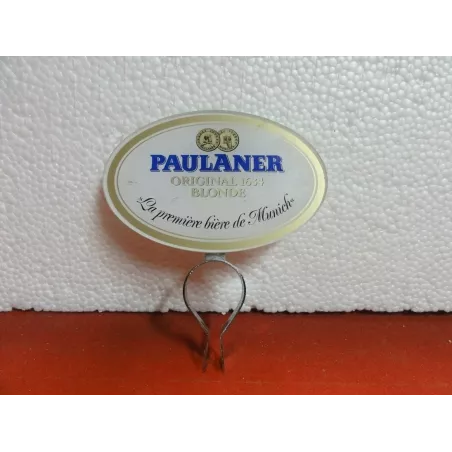 PAULANER
ORIGINAL 1634
BLONDE
"La première bière de Munich"